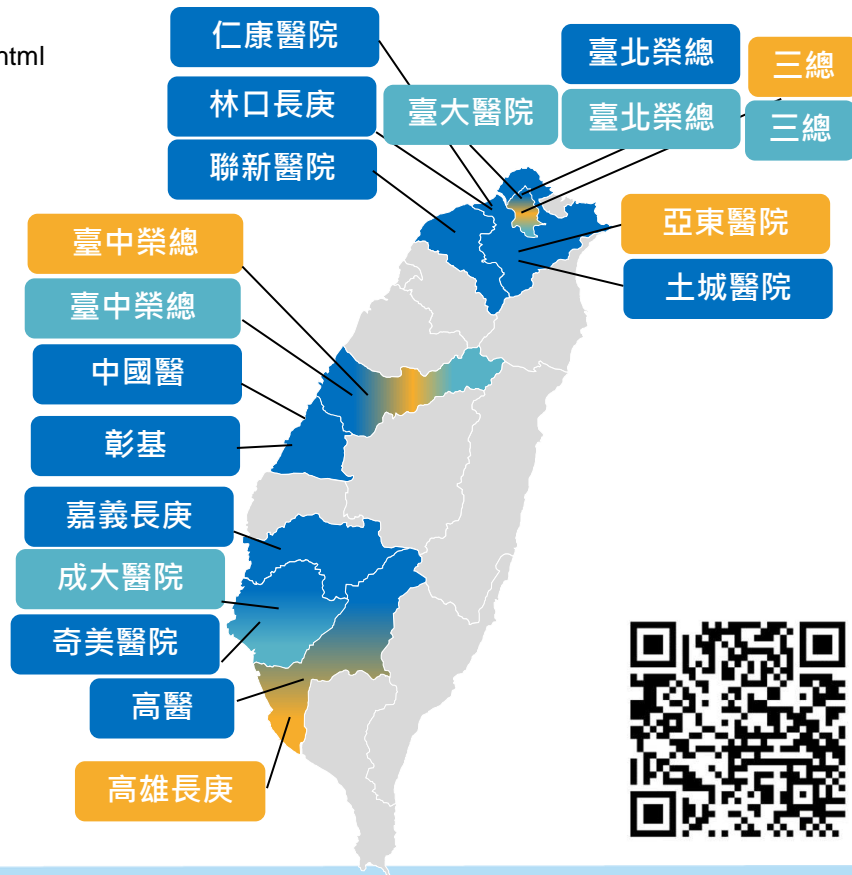 html
仁康醫院
臺北榮總
三總
林口長庚
臺大醫院
臺北榮總
三總
聯新醫院
亞東醫院
臺中榮總
土城醫院
臺中榮總
中國醫
彰基
嘉義長庚
成大醫院
奇美醫院
高醫
高雄長庚